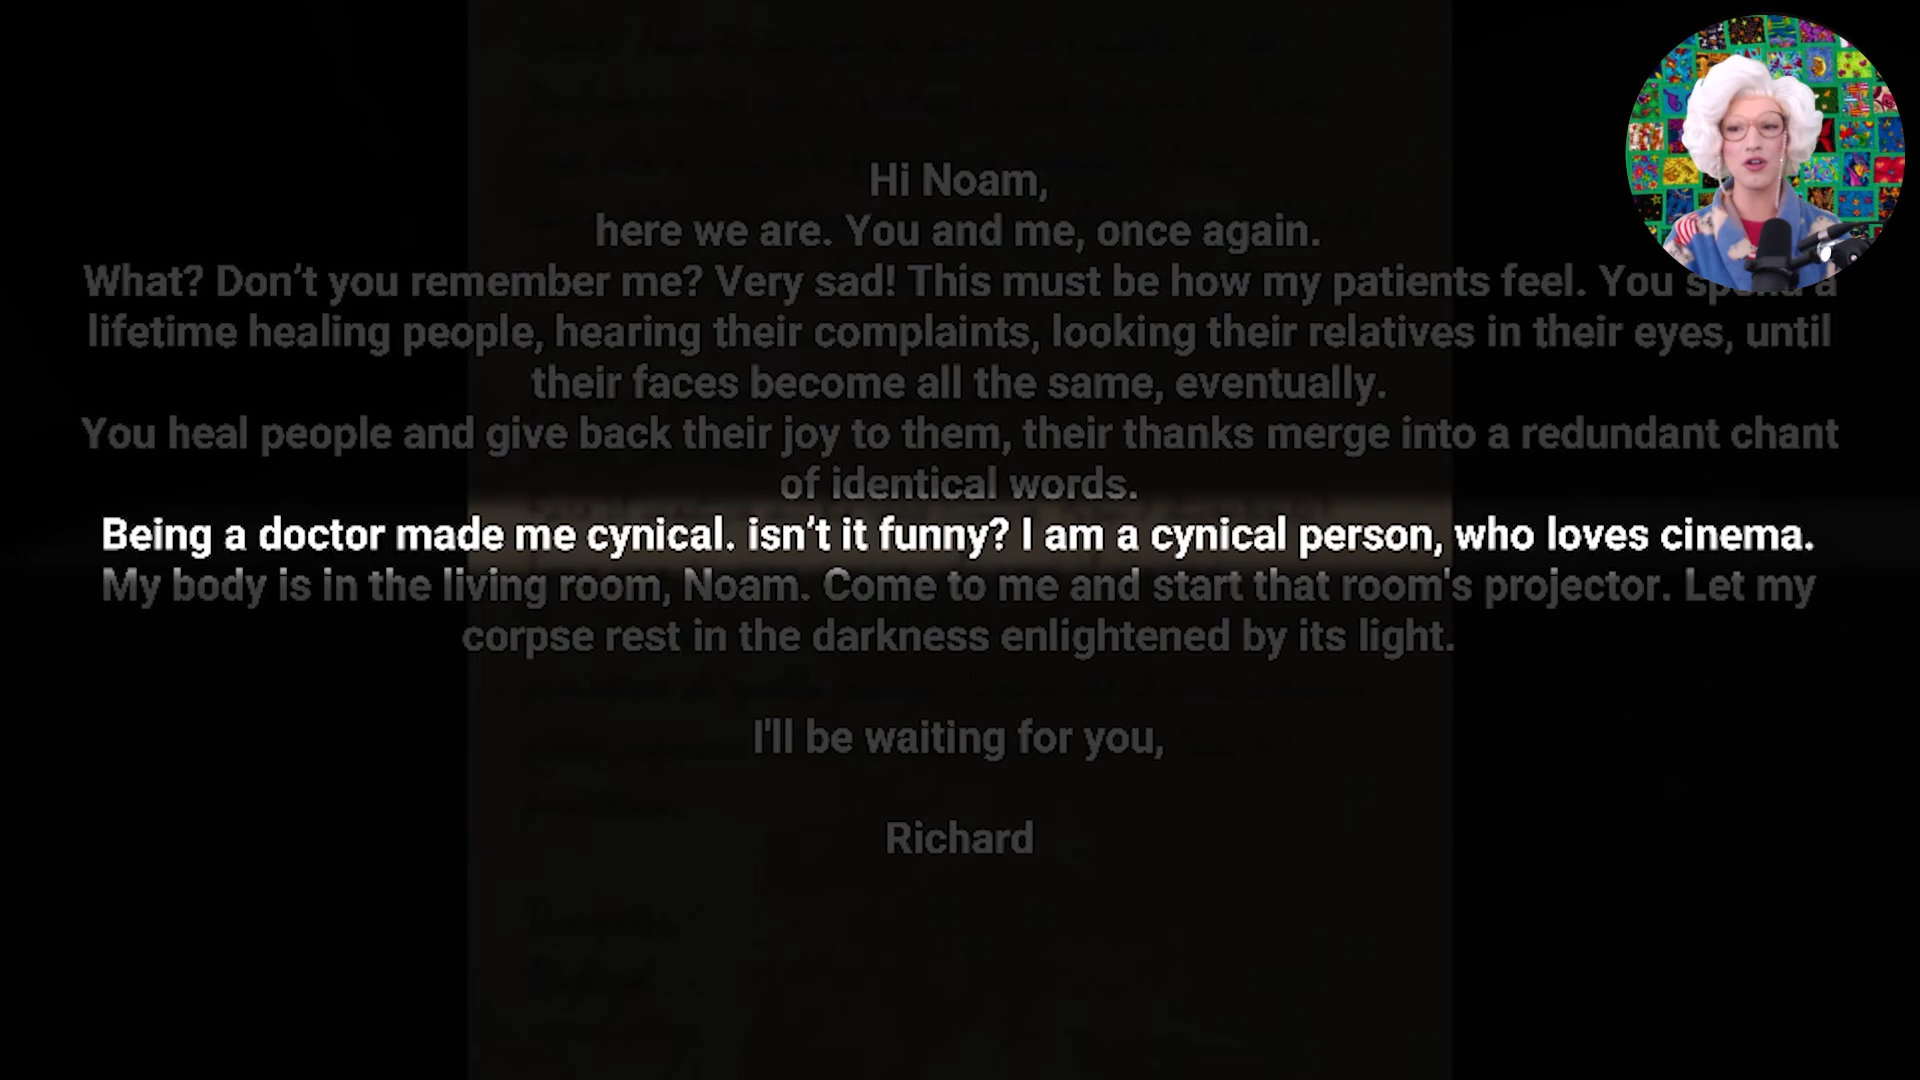 Hi Noam,
here we are. You and me, once again.
What? Don’t you remember me? Very sad! This must be how my patients feel. You spend a
lifetime healing people, hearing their complaints, looking their relatives in their eyes, until
their faces become all the same, eventually.
You heal people and give back their joy to them, their thanks merge into a redundant chant
of identical words.
Being a doctor made me cynical. isn’t it funny? I am a cynical person, who loves cinema.
My body is in the living room, Noam. Come to me and start that room's projector. Let my
corpse rest in the darkness enlightened by its light.
I'll be waiting for you,
Richard